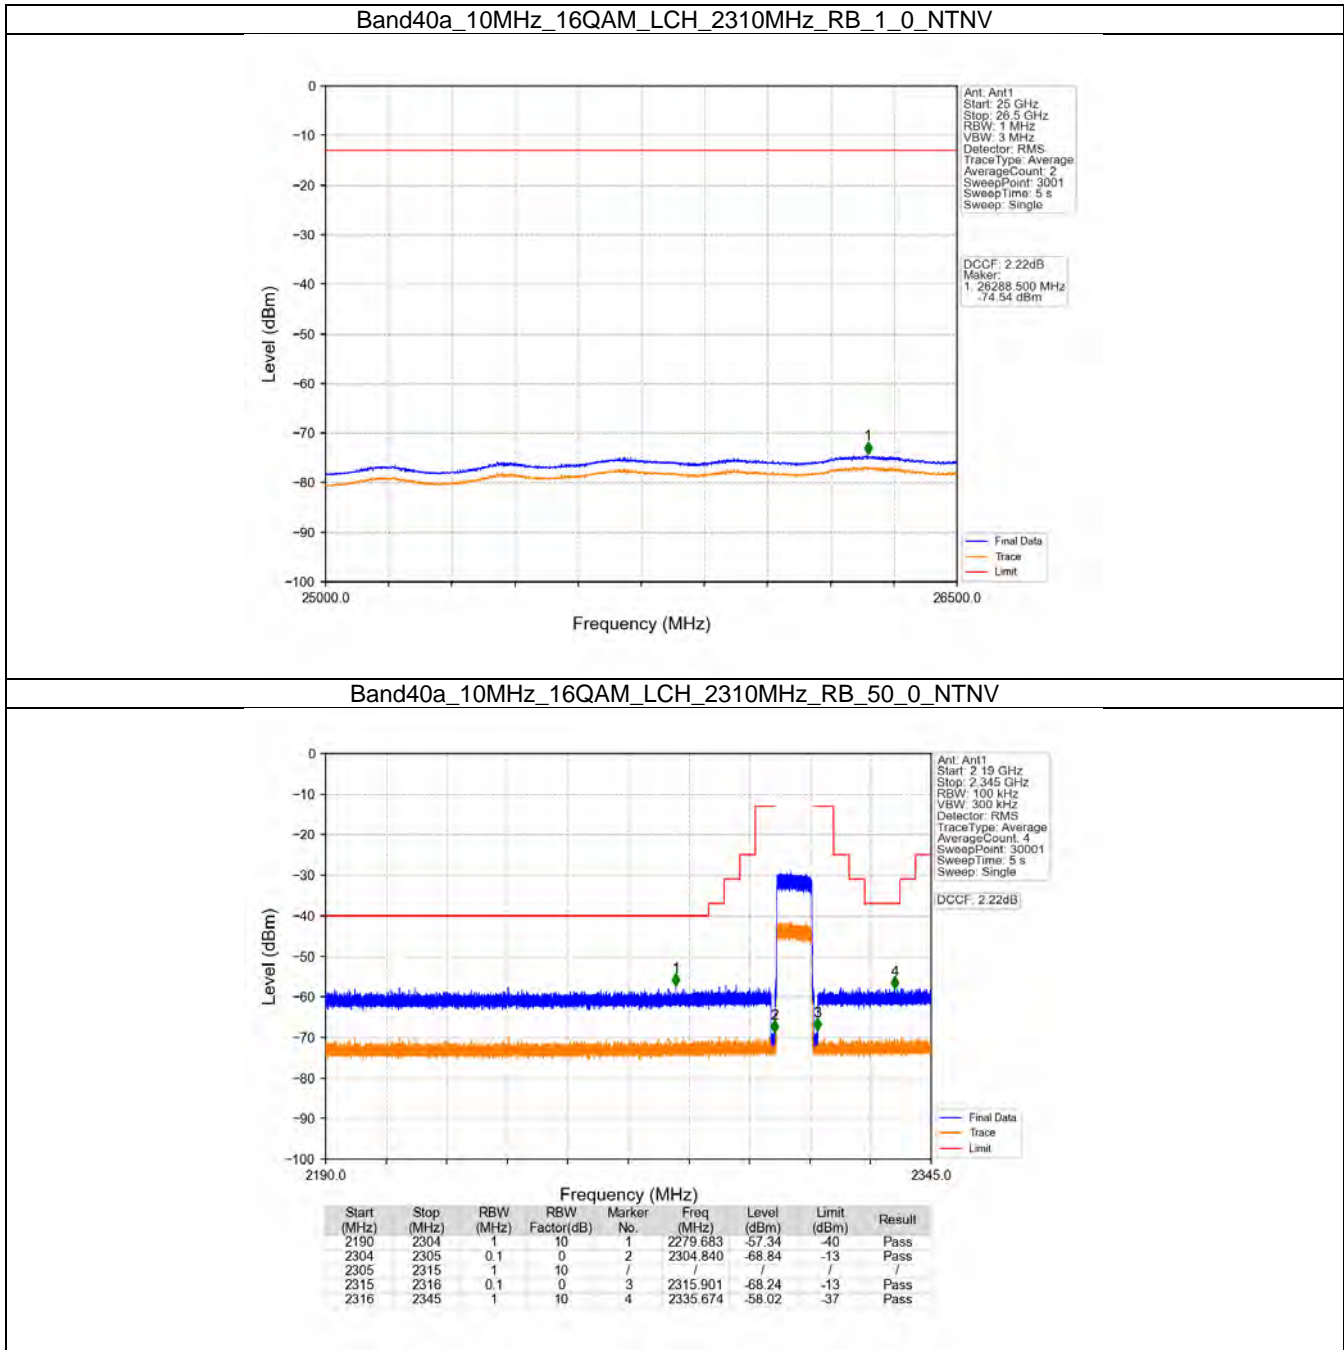 Band40a_10MHz_16QAM_LCH_2310MHz_RB_1_0_NTNV
0
−10
−20
−30
−40
−50
−60
−70
−80
−90
−100
Level (dBm)
25000.0
26500.0
Frequency (MHz)
1
Ant: Ant1
Start: 25 GHz
Stop: 26.5 GHz
RBW: 1 MHz
VBW: 3 MHz
Detector: RMS
TraceType: Average
AverageCount: 2
SweepPoint: 3001
SweepTime: 5 s
Sweep: Single
DCCF: 2.22dB
Maker:
1. 26288.500 MHz
-74.54 dBm
Final Data
Trace
Limit
Band40a_10MHz_16QAM_LCH_2310MHz_RB_50_0_NTNV
0
−10
−20
−30
−40
−50
−60
−70
−80
−90
−100
Level (dBm)
2190.0
2345.0
Frequency (MHz)
1
2
3
4
Ant: Ant1
Start: 2.19 GHz
Stop: 2.345 GHz
RBW: 100 kHz
VBW: 300 kHz
Detector: RMS
TraceType: Average
AverageCount: 4
SweepPoint: 30001
SweepTime: 5 s
Sweep: Single
DCCF: 2.22dB
Final Data
Trace
Limit
Start (MHz) Stop (MHz) RBW (MHz) RBW Factor(dB) Marker No. Freq (MHz) Level (dBm) Limit (dBm) Result
2190 2304 1 10 1 2279.683 -57.34 -40 Pass
2304 2305 0.1 0 2 2304.840 -68.84 -13 Pass
2305 2315 1 10 / / / / /
2315 2316 0.1 0 3 2315.901 -68.24 -13 Pass
2316 2345 1 10 4 2335.674 -58.02 -37 Pass